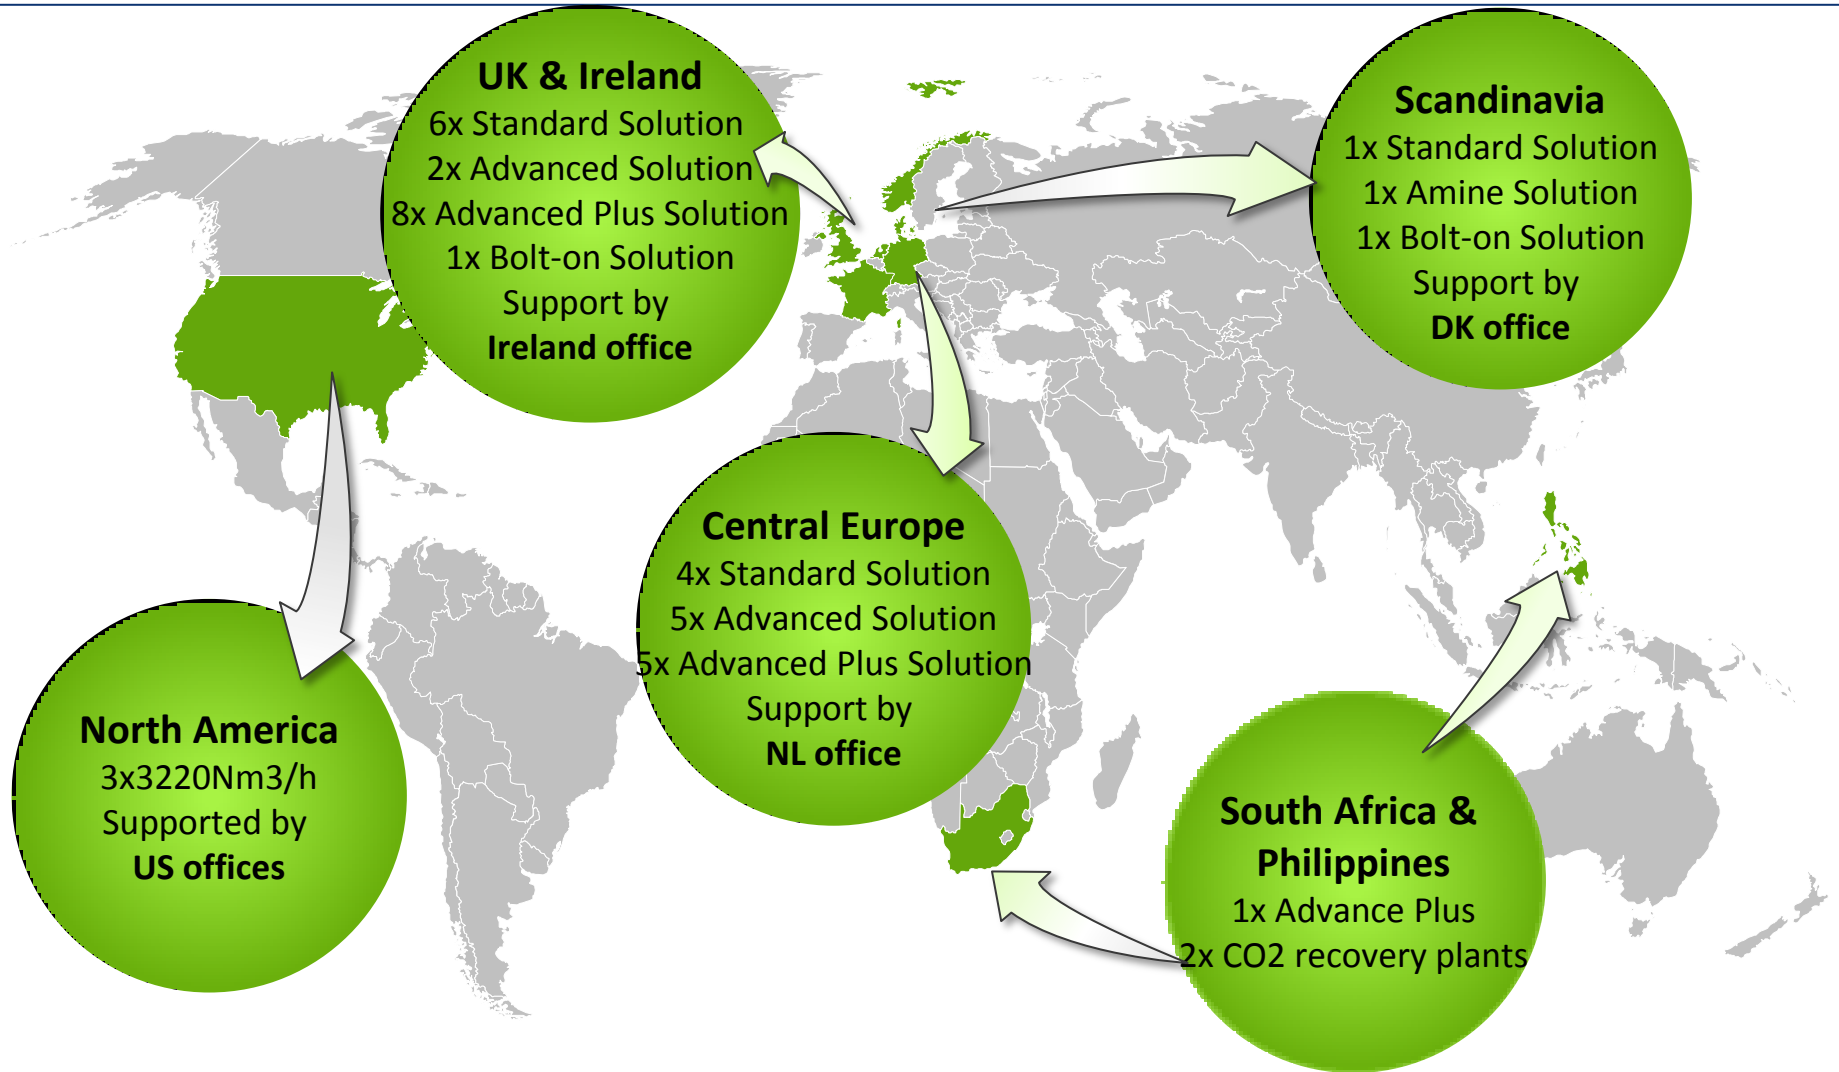 UK & Ireland
6x Standard Solution
2x Advanced Solution
8x Advanced Plus Solution
1x Bolt-on Solution
Support by
Ireland office
Scandinavia
1x Standard Solution
1x Amine Solution
1x Bolt-on Solution
Support by
DK office
Central Europe
4x Standard Solution
5x Advanced Solution
5x Advanced Plus Solution
Support by
NL office
North America
3x3220Nm3/h
Supported by
US offices
South Africa &
Philippines
1x Advance Plus
2x CO2 recovery plants